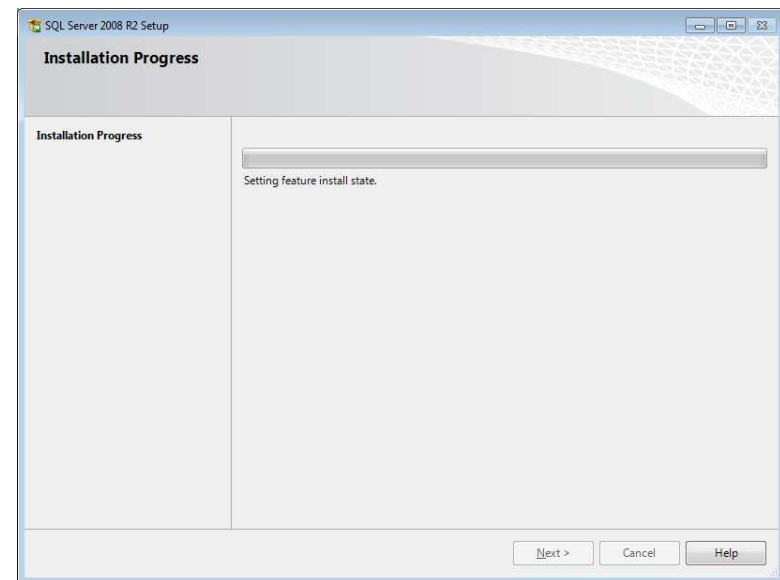 SQL Server 2008 R2 Setup
Installation Progress
Installation Progress
Setting feature install state.
Next >
Cancel
Help